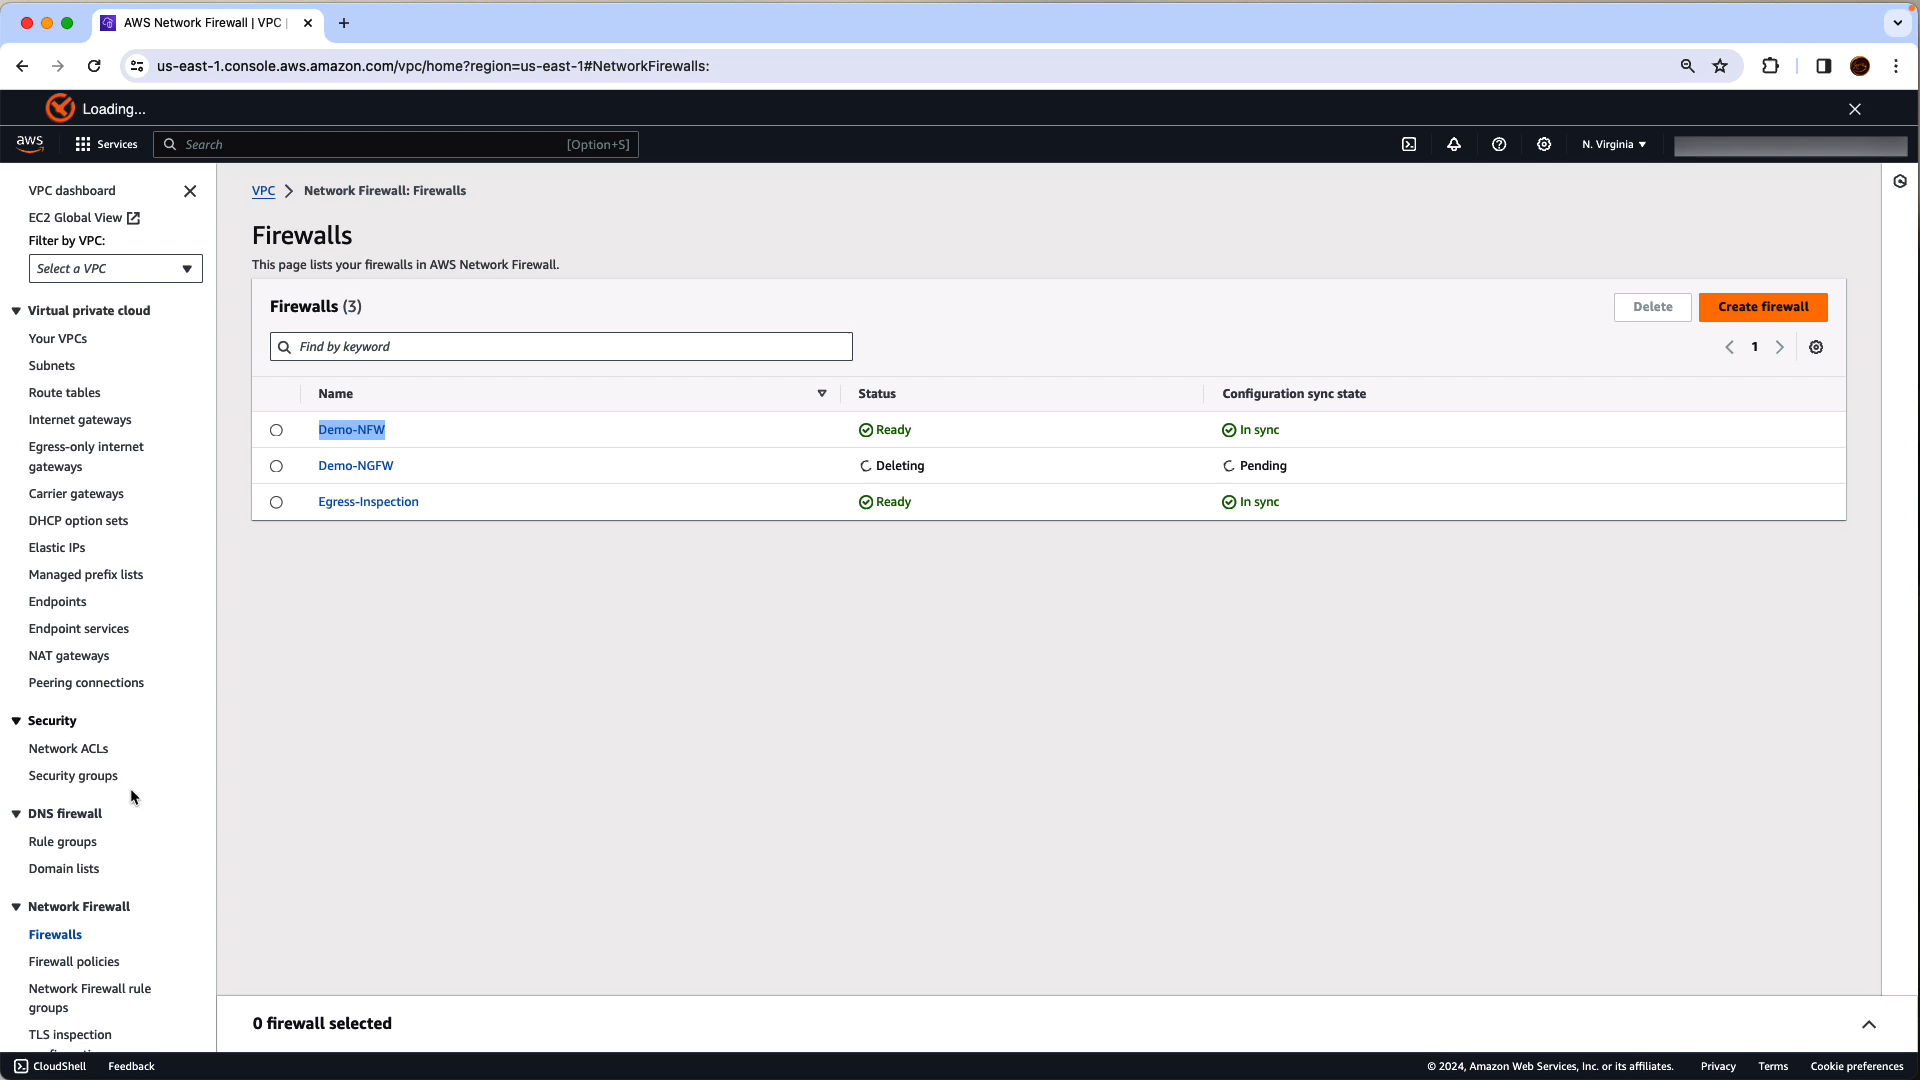 AWS Network Firewall | VPC |
us-east-1.console.aws.amazon.com/vpc/home?region=us-east-1#NetworkFirewalls:
Loading...
aws
Services
Search
[Option+S]
N. Virginia
VPC dashboard
EC2 Global View
Filter by VPC:
Select a VPC
Virtual private cloud
Your VPCs
Subnets
Route tables
Internet gateways
Egress-only internet
gateways
Carrier gateways
DHCP option sets
Elastic IPs
Managed prefix lists
Endpoints
Endpoint services
NAT gateways
Peering connections
Security
Network ACLs
Security groups
DNS firewall
Rule groups
Domain lists
Network Firewall
Firewalls
Firewall policies
Network Firewall rule
groups
TLS inspection
VPC
Network Firewall: Firewalls
Firewalls
This page lists your firewalls in AWS Network Firewall.
Firewalls (3)
Delete
Create firewall
Find by keyword
1
Name Status Configuration sync state
Demo-NFW Ready In sync
Demo-NGFW Deleting Pending
Egress-Inspection Ready In sync
0 firewall selected
CloudShell
Feedback
© 2024, Amazon Web Services, Inc. or its affiliates.
Privacy
Terms
Cookie preferences